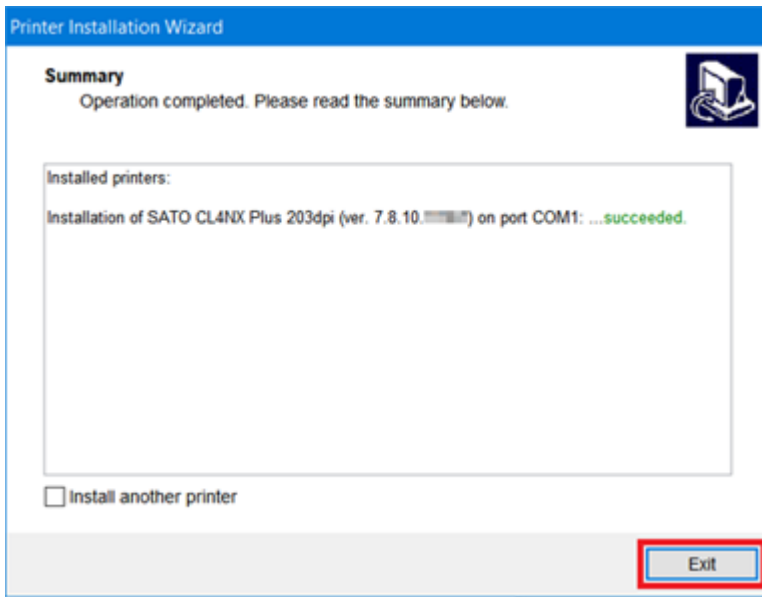 Printer Installation Wizard
Summary
Operation completed. Please read the summary below.
Installed printers:
Installation of SATO CL4NX Plus 203dpi (ver. 7.8.10. ) on port COM1: ...succeeded.
Install another printer
Exit